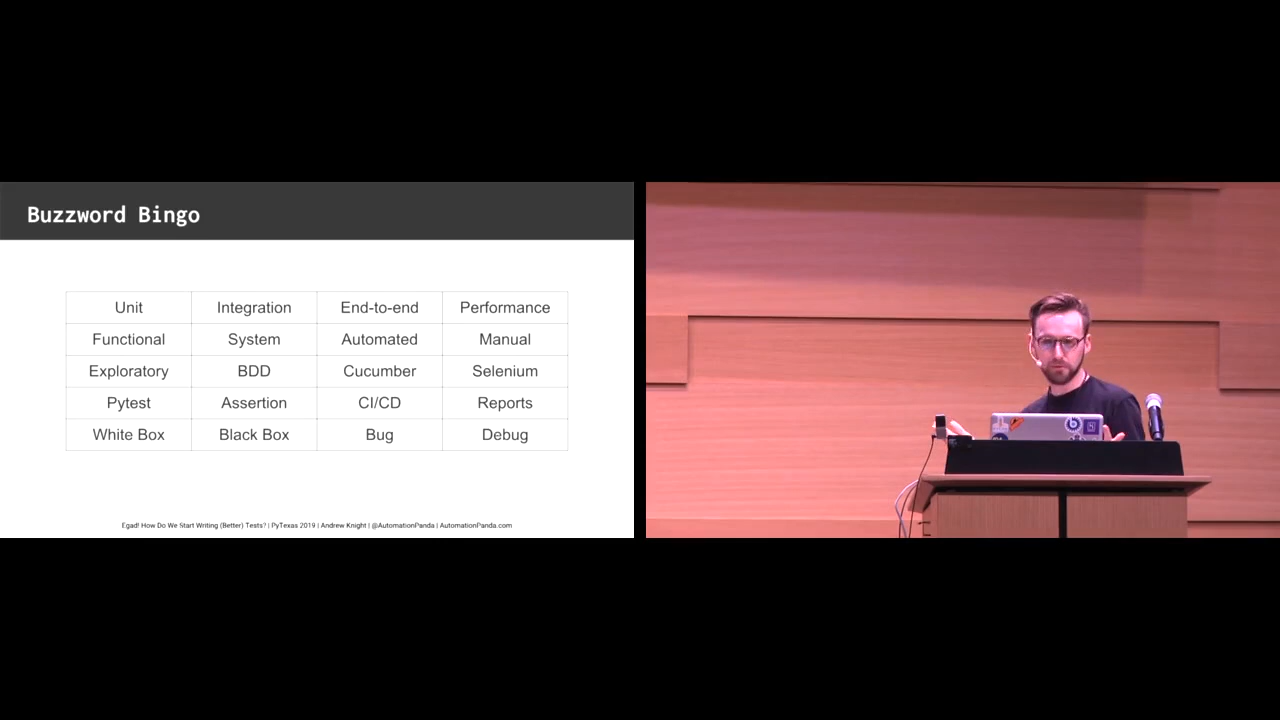 Buzzword Bingo
Unit Integration End-to-end Performance
Functional System Automated Manual
Exploratory BDD Cucumber Selenium
Pytest Assertion CI/CD Reports
White Box Black Box Bug Debug
Egad! How Do We Start Writing (Better) Tests? | PyTexas 2019 | Andrew Knight | @AutomationPanda | AutomationPanda.com